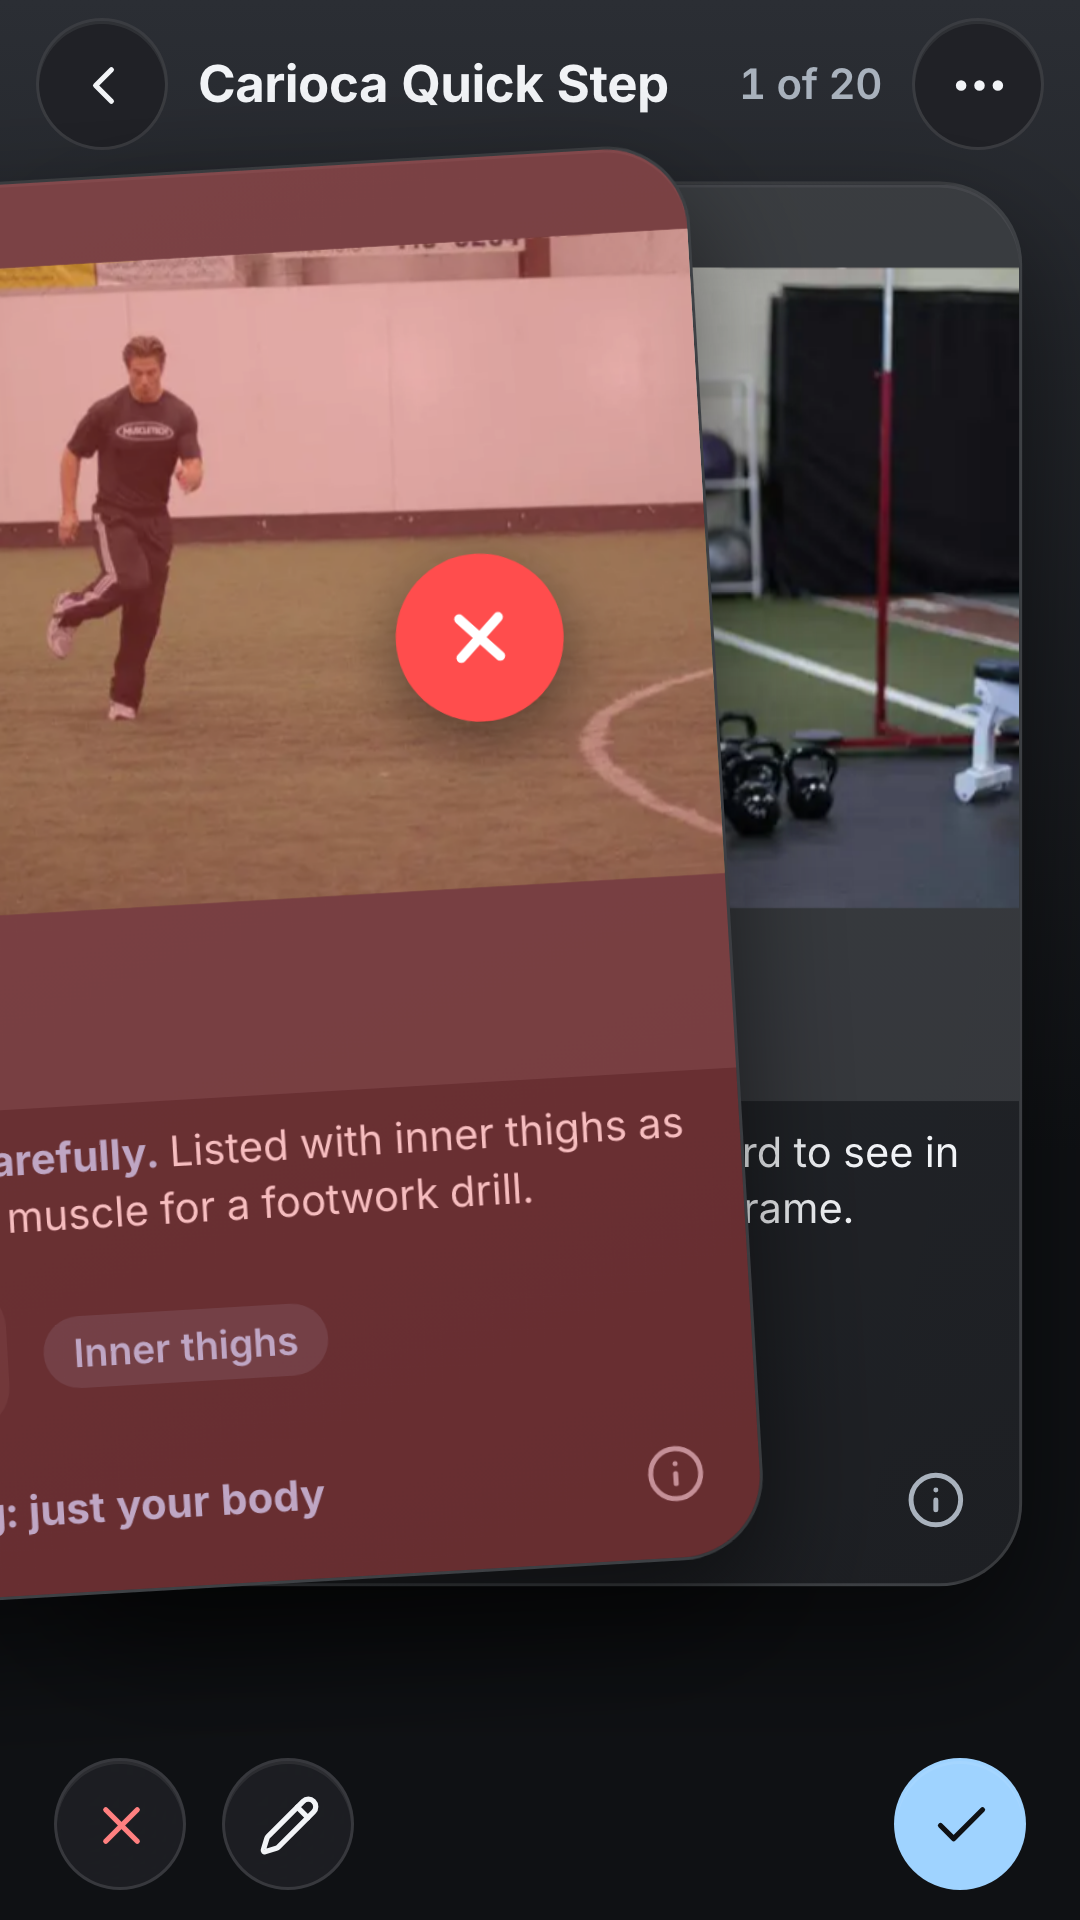 Carioca Quick Step
1 of 20
MUSCLETECH
arefully. Listed with inner thighs as
muscle for a footwork drill.
rd to see in
rame.
Inner thighs
g: just your body